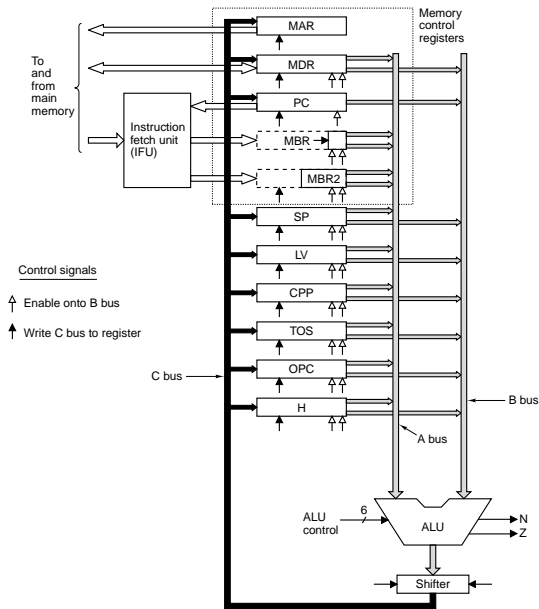 MAR
Memory
control
registers
MDR
To
and
from
main
memory
PC
Instruction
fetch unit
(IFU)
MBR
MBR2
SP
LV
Control signals
CPP
Enable onto B bus
TOS
Write C bus to register
C bus
OPC
B bus
H
A bus
6
ALU
control
ALU
N
Z
Shifter